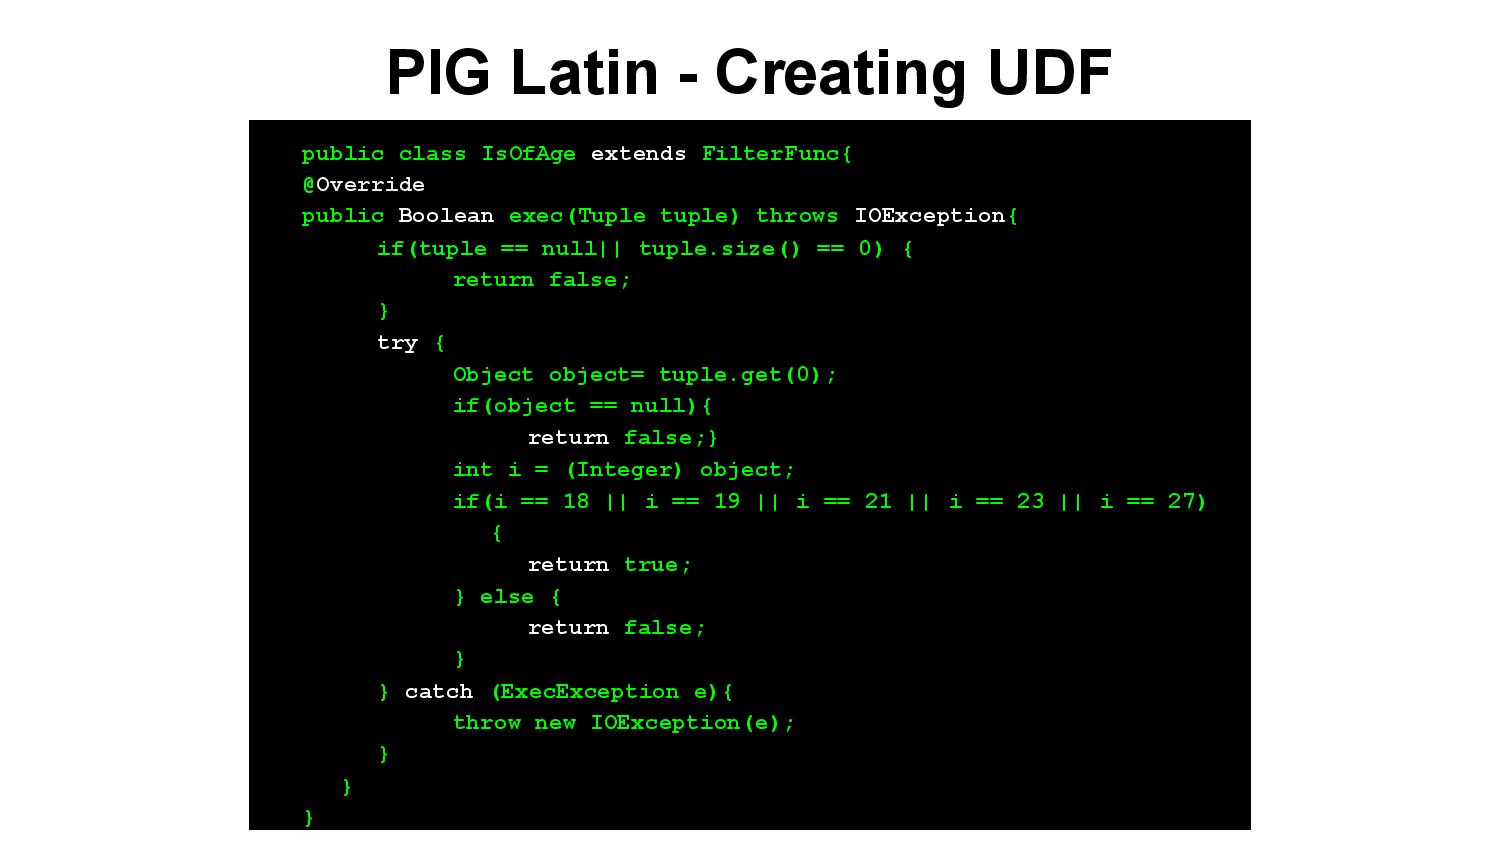 PIG Latin - Creating UDF
public class IsOfAge extends FilterFunc{
@Override
public Boolean exec(Tuple tuple) throws IOException{
if(tuple == null|| tuple.size() == 0) {
return false;
}
try {
Object object= tuple.get(0);
if(object == null){
return false;}
int i = (Integer) object;
if(i == 18 || i == 19 || i == 21 || i == 23 || i == 27)
{
return true;
} else {
return false;
}
} catch (ExecException e){
throw new IOException(e);
}
}
}